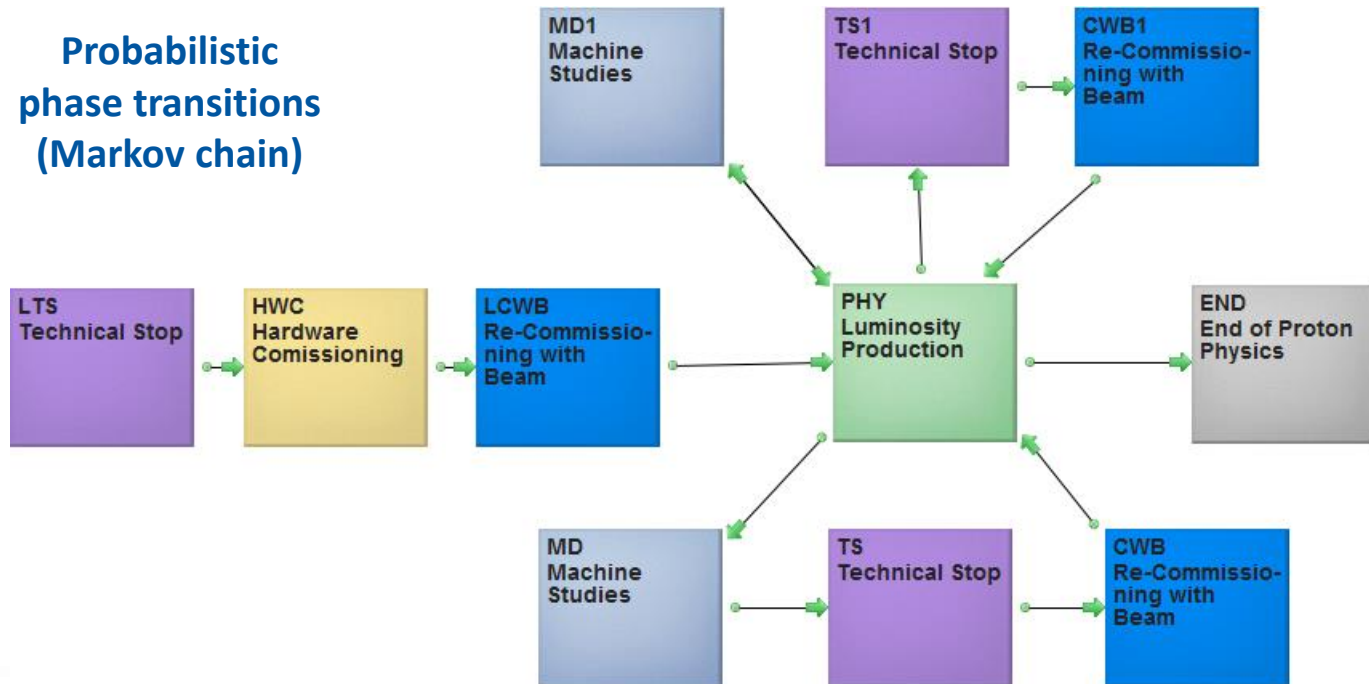 Probabilistic
phase transitions
(Markov chain)
MD1
Machine
Studies
TS1
Technical Stop
CWB1
Re-Commissio-
ning with
Beam
LTS
Technical Stop
HWC
Hardware
Comissioning
LCWB
Re-Commissio-
ning with
Beam
PHY
Luminosity
Production
END
End of Proton
Physics
MD
Machine
Studies
TS
Technical Stop
CWB
Re-Commissio-
ning with
Beam